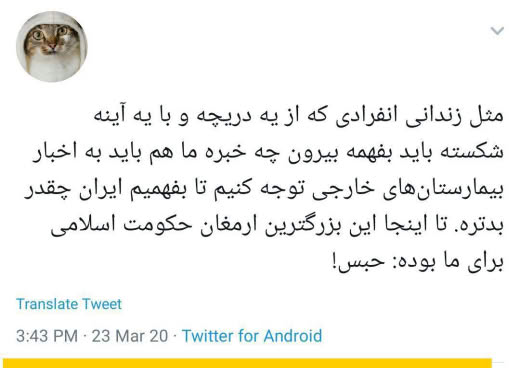 مثل زندانی انفرادی که از یه دریچه و با یه آینه
شکسته باید بفهمه بیرون چه خبره ما هم باید به اخبار
بیمارستان‌های خارجی توجه کنیم تا بفهمیم ایران چقدر
بدتره. تا اینجا این بزرگترین ارمغان حکومت اسلامی
برای ما بوده: حبس!
Translate Tweet
3:43 PM · 23 Mar 20 · Twitter for Android